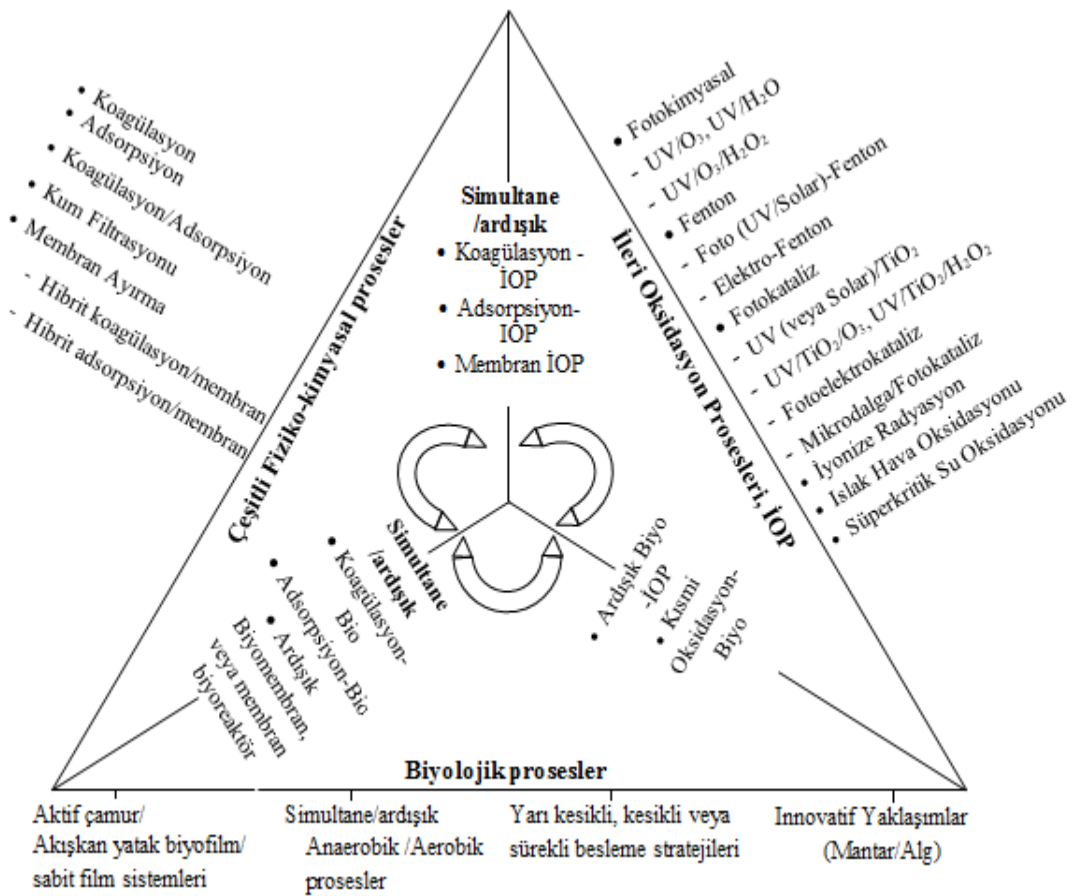 • Koagülasyon
• Adsorpsiyon
• Koagülasyon/Adsorpsiyon
• Kum Filtrasyonu
• Membran Ayırma
- Hibrit koagülasyon/membran
- Hibrit adsorpsiyon/membran
Çeşitli Fiziko-kimyasal prosesler
Simultane
/ardışık
• Koagülasyon -
İOP
• Adsorpsiyon-
IOP
• Membran İOP
İleri Oksidasyon Prosesleri, İOP
• Fotokimyasal
- UV/O₃, UV/H₂O
- UV/O₃/H₂O₂
• Fenton
- Foto (UV/Solar)-Fenton
- Elektro-Fenton
• Fotokataliz
- UV (veya Solar)/TiO₂
- UV/TiO₂/O₃, UV/TiO₂/H₂O₂
- Fotoelektrokataliz
- Mikrodalga/Fotokataliz
• İyonize Radyasyon
• Islak Hava Oksidasyonu
• Süperkritik Su Oksidasyonu
Simultane
/ardışık
• Koagülasyon-
Bio
• Adsorpsiyon-Bio
• Ardışık
Biyomembran,
veya membran
biyoreaktör
• Ardışık Biyo
-İOP
• Kısmi
Oksidasyon-
Biyo
Biyolojik prosesler
Aktif çamur/
Akışkan yatak biyofilm/
sabit film sistemleri
Simultane/ardışık
Anaerobik /Aerobik
prosesler
Yarı kesikli, kesikli veya
sürekli besleme stratejileri
Innovatif Yaklaşımlar
(Mantar/Alg)